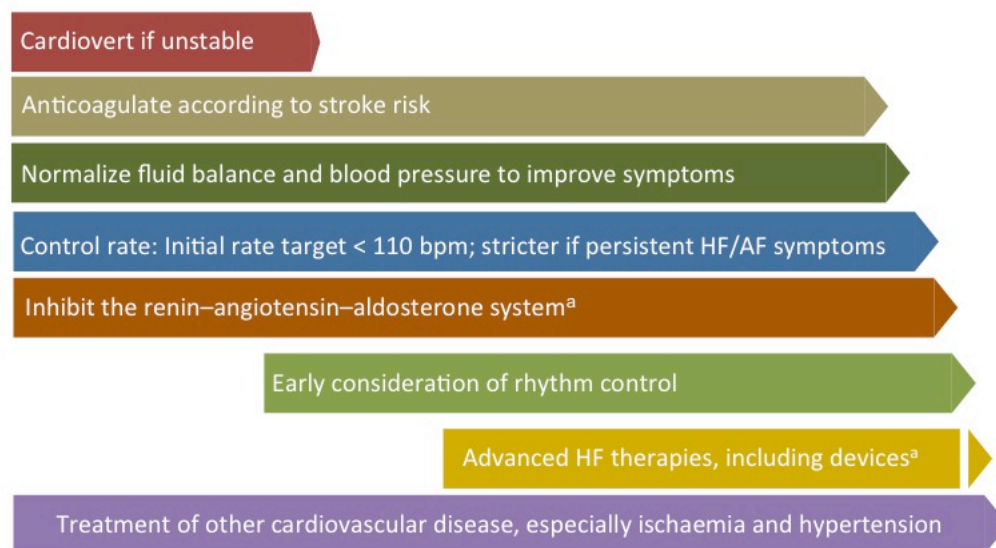 Cardiovert if unstable
Anticoagulate according to stroke risk
Normalize fluid balance and blood pressure to improve symptoms
Control rate: Initial rate target < 110 bpm; stricter if persistent HF/AF symptoms
Inhibit the renin–angiotensin–aldosterone systemᵃ
Early consideration of rhythm control
Advanced HF therapies, including devicesᵃ
Treatment of other cardiovascular disease, especially ischaemia and hypertension